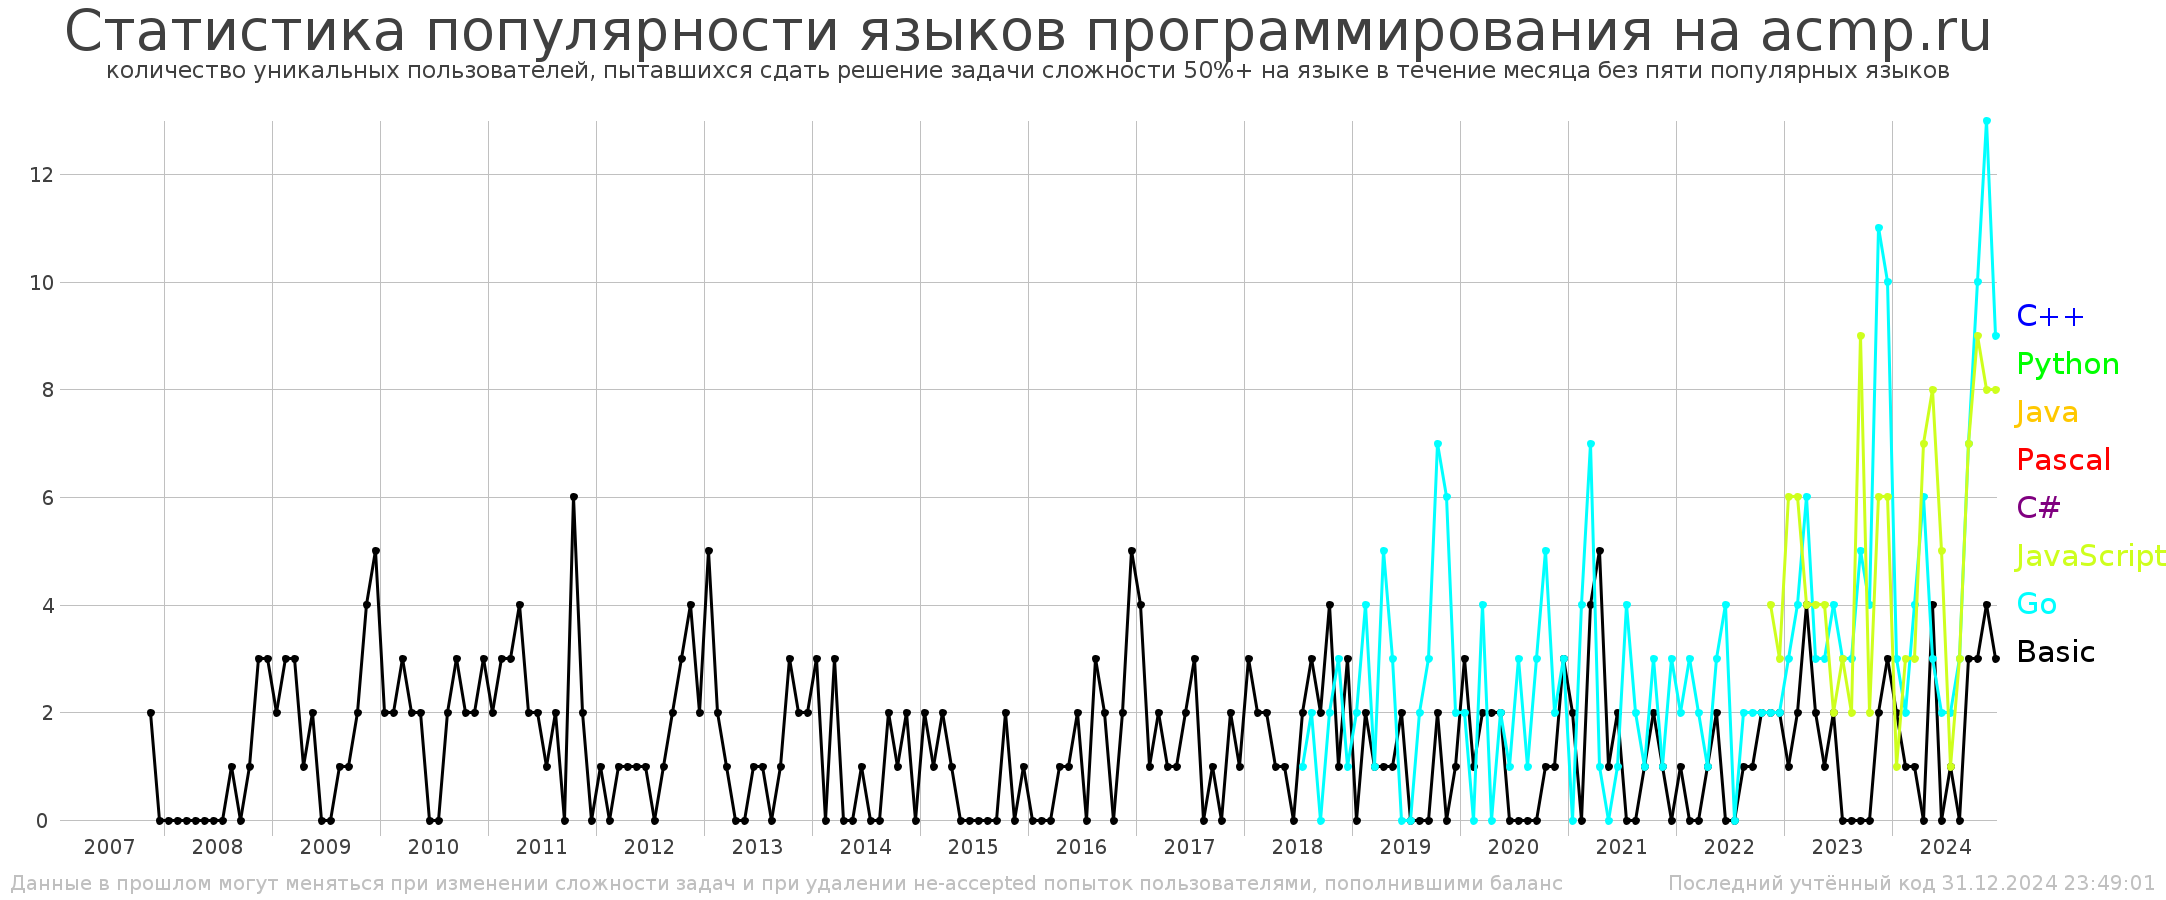 Статистика популярности языков программирования на acmp.ru
количество уникальных пользователей, пытавшихся сдать решение задачи сложности 50%+ на языке в течение месяца без пяти популярных языков
12
10
8
6
4
2
0
C++
Python
Java
Pascal
C#
JavaScript
Go
Basic
2007 2008 2009 2010 2011 2012 2013 2014 2015 2016 2017 2018 2019 2020 2021 2022 2023 2024
Данные в прошлом могут меняться при изменении сложности задач и при удалении не-accepted попыток пользователями, пополнившими баланс
Последний учтённый код 31.12.2024 23:49:01